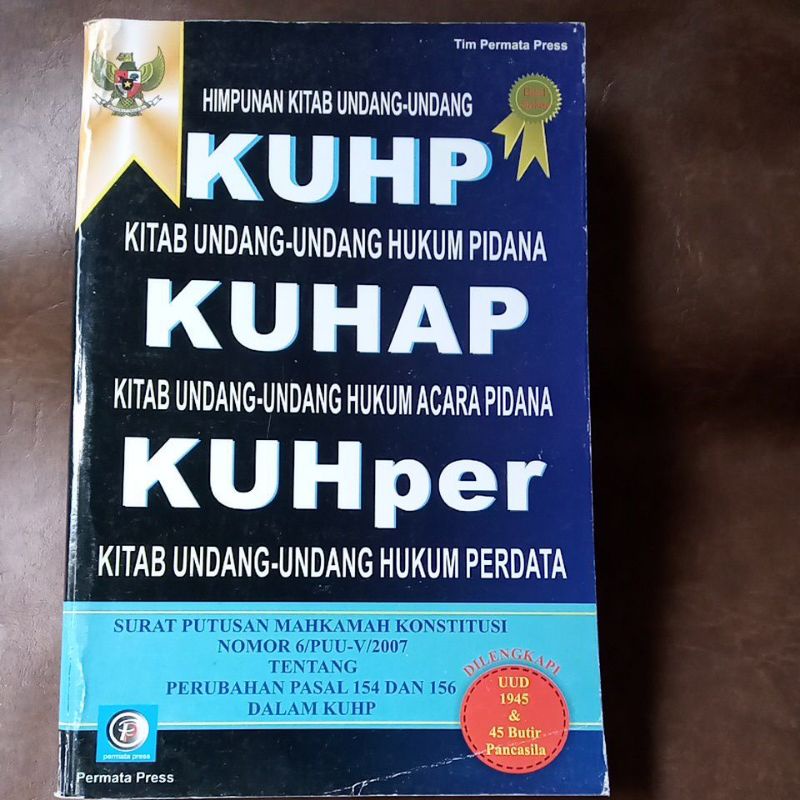 Tim Permata Press
HIMPUNAN KITAB UNDANG-UNDANG
KUHP
KITAB UNDANG-UNDANG HUKUM PIDANA
KUHAP
KITAB UNDANG-UNDANG HUKUM ACARA PIDANA
KUHper
KITAB UNDANG-UNDANG HUKUM PERDATA
SURAT PUTUSAN MAHKAMAH KONSTITUSI
NOMOR 6/PUU-V/2007
TENTANG
PERUBAHAN PASAL 154 DAN 156
DALAM KUHP
DILENGKAPI
UUD
1945
&
45 Butir
Pancasila
permata press
Permata Press